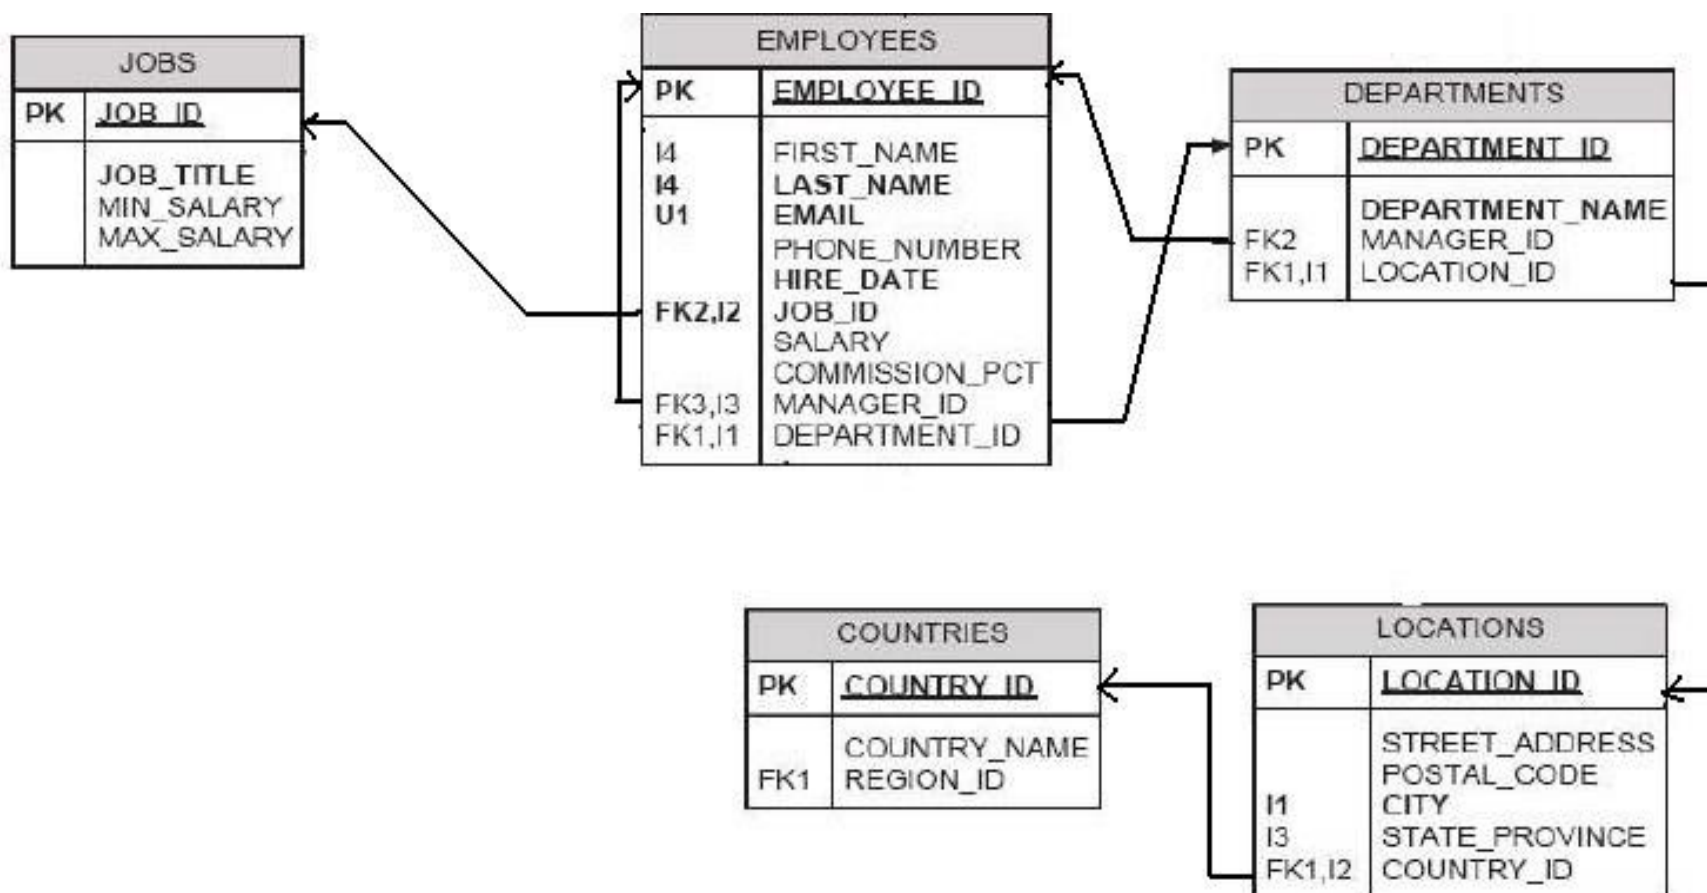 JOBS
PK JOB_ID
JOB_TITLE
MIN_SALARY
MAX_SALARY
EMPLOYEES
PK EMPLOYEE_ID
I4 FIRST_NAME
I4 LAST_NAME
U1 EMAIL
PHONE_NUMBER
HIRE_DATE
FK2,I2 JOB_ID
SALARY
COMMISSION_PCT
FK3,I3 MANAGER_ID
FK1,I1 DEPARTMENT_ID
DEPARTMENTS
PK DEPARTMENT_ID
DEPARTMENT_NAME
FK2 MANAGER_ID
FK1,I1 LOCATION_ID
COUNTRIES
PK COUNTRY_ID
COUNTRY_NAME
FK1 REGION_ID
LOCATIONS
PK LOCATION_ID
STREET_ADDRESS
POSTAL_CODE
I1 CITY
I3 STATE_PROVINCE
FK1,I2 COUNTRY_ID